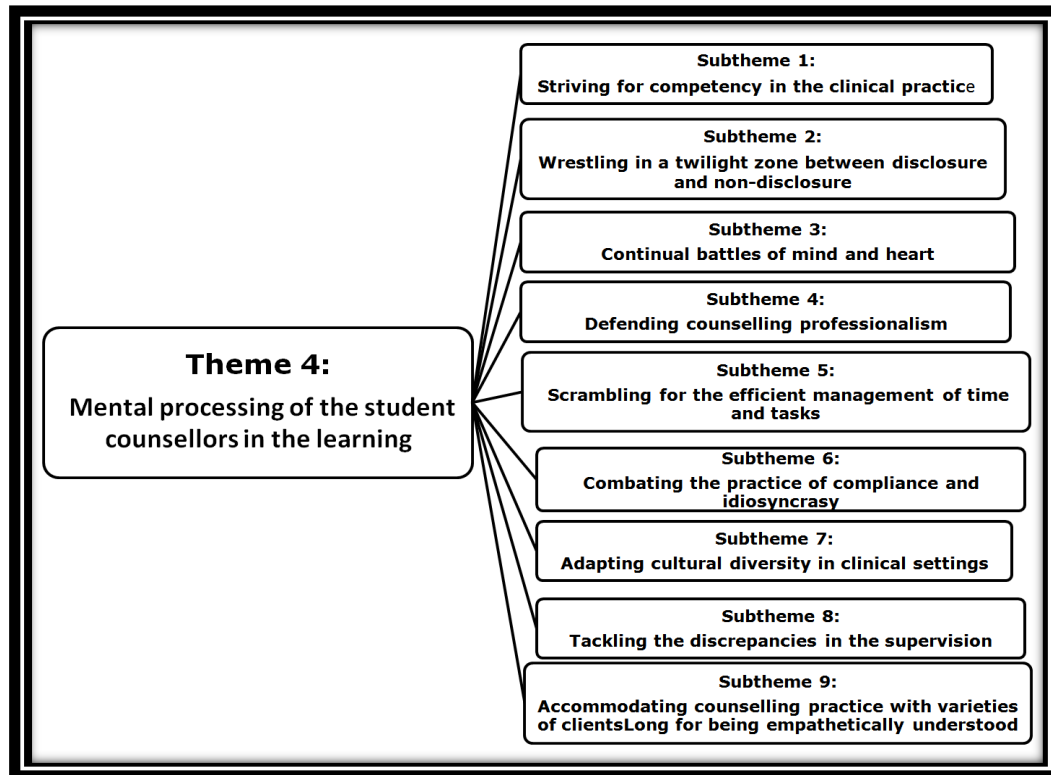 Theme 4:
Mental processing of the student
counsellors in the learning
Subtheme 1:
Striving for competency in the clinical practice
Subtheme 2:
Wrestling in a twilight zone between disclosure
and non-disclosure
Subtheme 3:
Continual battles of mind and heart
Subtheme 4:
Defending counselling professionalism
Subtheme 5:
Scrambling for the efficient management of time
and tasks
Subtheme 6:
Combating the practice of compliance and
idiosyncrasy
Subtheme 7:
Adapting cultural diversity in clinical settings
Subtheme 8:
Tackling the discrepancies in the supervision
Subtheme 9:
Accommodating counselling practice with varieties
of clientsLong for being empathetically understood